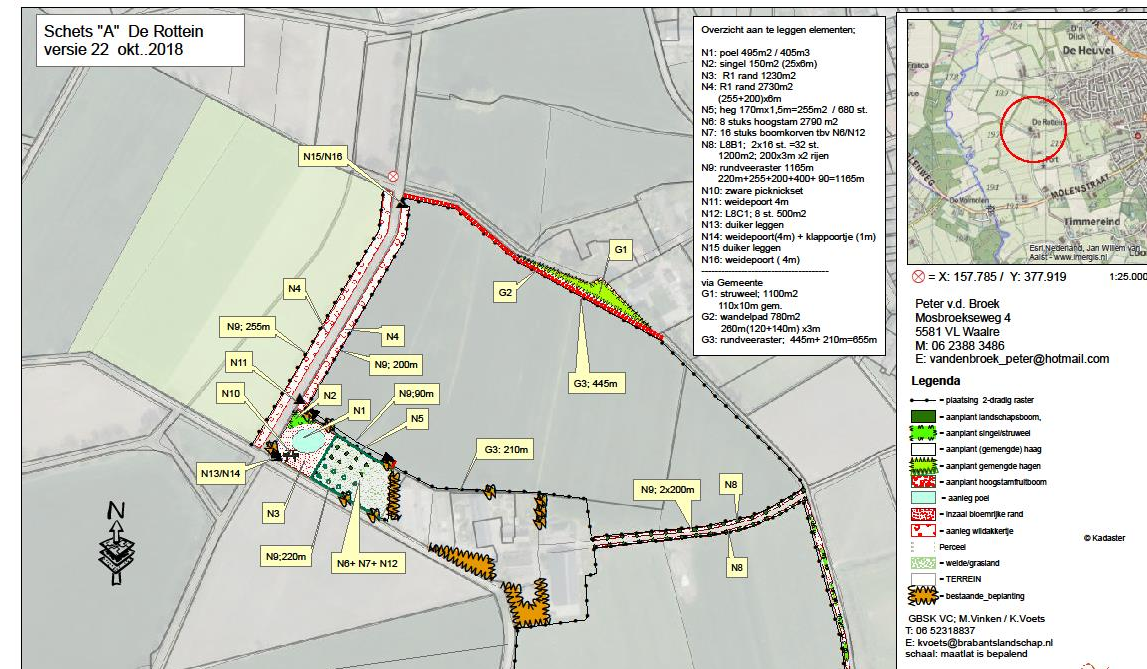 Schets "A" De Rottein
versie 22 okt..2018
Overzicht aan te leggen elementen;
N1: poel 495m2 / 405m3
N2: singel 150m2 (25x6m)
N3: R1 rand 1230m2
N4: R1 rand 2730m2
(255+200)x6m
N5; heg 170mx1,5m=255m2 / 680 st.
N6: 8 stuks hoogstam 2790 m2
N7: 16 stuks boomkorven tbv N6/N12
N8: L8B1; 2x16 st. =32 st.
1200m2; 200x3m x2 rijen
N9: rundveeraster 1165m
220m+255+200+400+ 90=1165m
N10: zware picknickset
N11: weidepoort 4m
N12: L8C1; 8 st. 500m2
N13: duiker leggen
N14: weidepoort(4m) + klappoortje (1m)
N15 duiker leggen
N16: weidepoort ( 4m)
via Gemeente
G1: struweel; 1100m2
110x10m gem.
G2: wandelpad 780m2
260m(120+140m) x3m
G3: rundveeraster; 445m+ 210m=655m
N15/N16
G1
G2
G3; 445m
N4
N9; 255m
N4
N11
N9; 200m
N10
N2
N9;90m
N1
N5
G3: 210m
N13/N14
N9; 2x200m
N8
N3
N9;220m
N6+ N7+ N12
N8
N
D'n
Dijck
De Heuvel
De Rottein
MOLENSTRAAT
Timmereind
Esri Nederland, Jan Willem van
Aalst - www.imergis.nl
= X: 157.785 / Y: 377.919
1:25.000
Peter v.d. Broek
Mosbroekseweg 4
5581 VL Waalre
M: 06 2388 3486
E: vandenbroek_peter@hotmail.com
Legenda
= plaatsing 2-dradig raster
= aanplant landschapsboom,
= aanplant singel/struweel
= aanplant (gemengde) haag
= aanplant gemengde hagen
= aanplant hoogstamfruitboom
= aanleg poel
= inzaai bloemrijke rand
= aanleg wildakkertje
Perceel
= weide/grasland
= TERREIN
= bestaande_beplanting
© Kadaster
GBSK VC; M.Vinken / K.Voets
T: 06 52318837
E: kvoets@brabantslandschap.nl
schaal: maatlat is bepalend